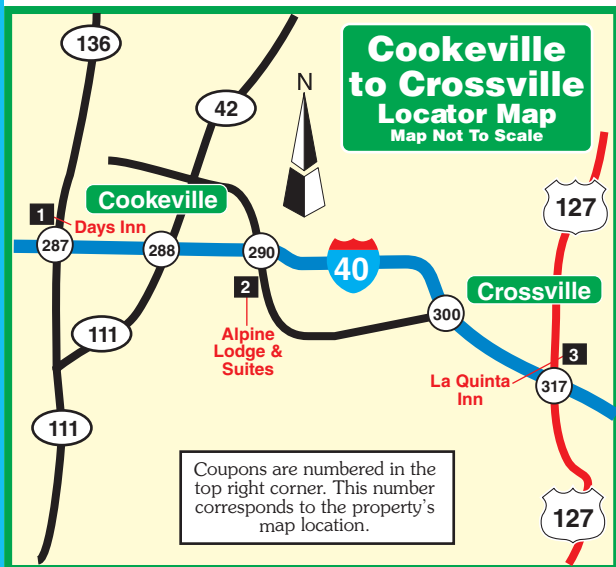 Cookeville
to Crossville
Locator Map
Map Not To Scale
136
42
N
127
Cookeville
1
Days Inn
287
288
290
40
2
Alpine
Lodge &
Suites
Crossville
300
111
3
La Quinta
Inn
317
111
127
Coupons are numbered in the
top right corner. This number
corresponds to the property's
map location.